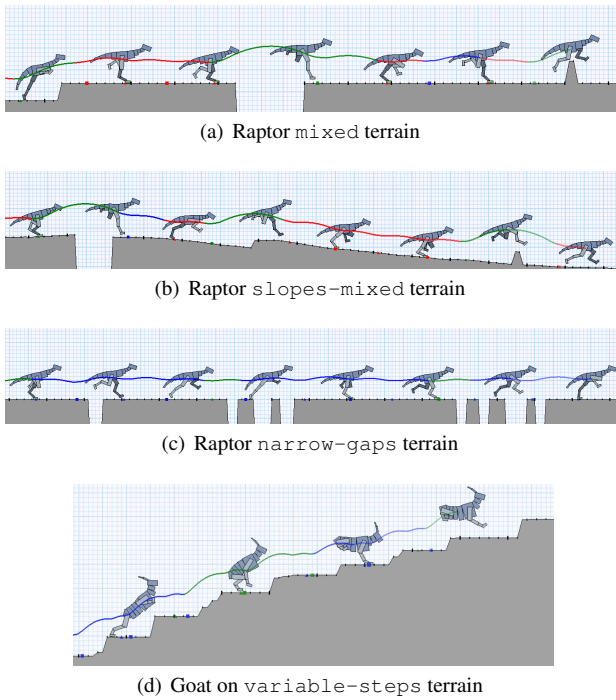 (a) Raptor mixed terrain
(b) Raptor slopes-mixed terrain
(c) Raptor narrow-gaps terrain
(d) Goat on variable-steps terrain